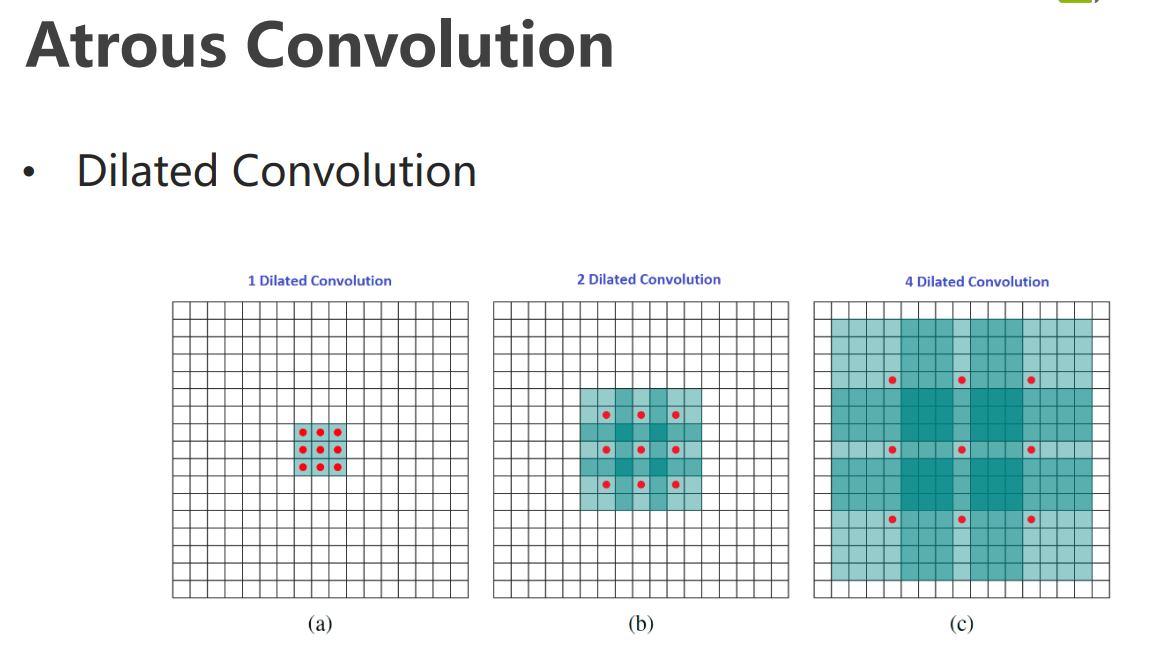 Atrous Convolution
• Dilated Convolution
1 Dilated Convolution
2 Dilated Convolution
4 Dilated Convolution
(a)
(b)
(c)